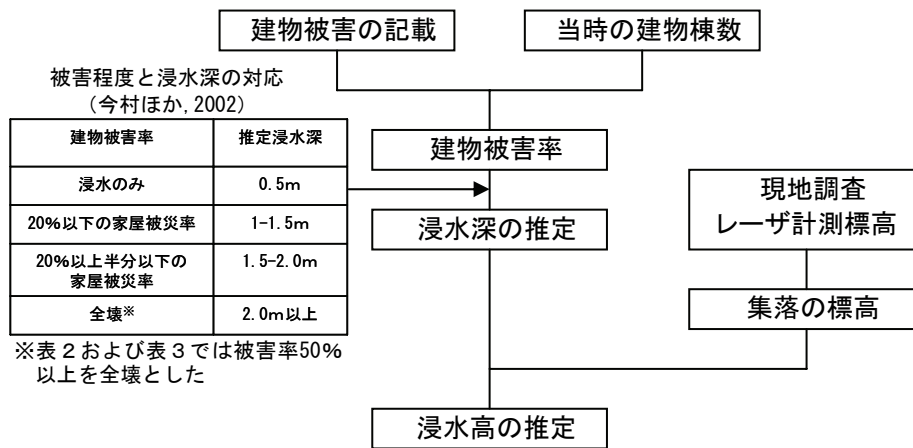 建物被害の記載
当時の建物棟数
被害程度と浸水深の対応
（今村ほか,2002）
建物被害率 推定浸水深
浸水のみ 0.5m
20%以下の家屋被災率 1-1.5m
20%以上半分以下の
家屋被災率 1.5-2.0m
全壊※ 2.0m以上
※表２および表３では被害率50%
以上を全壊とした
建物被害率
浸水深の推定
現地調査
レーザ計測標高
集落の標高
浸水高の推定